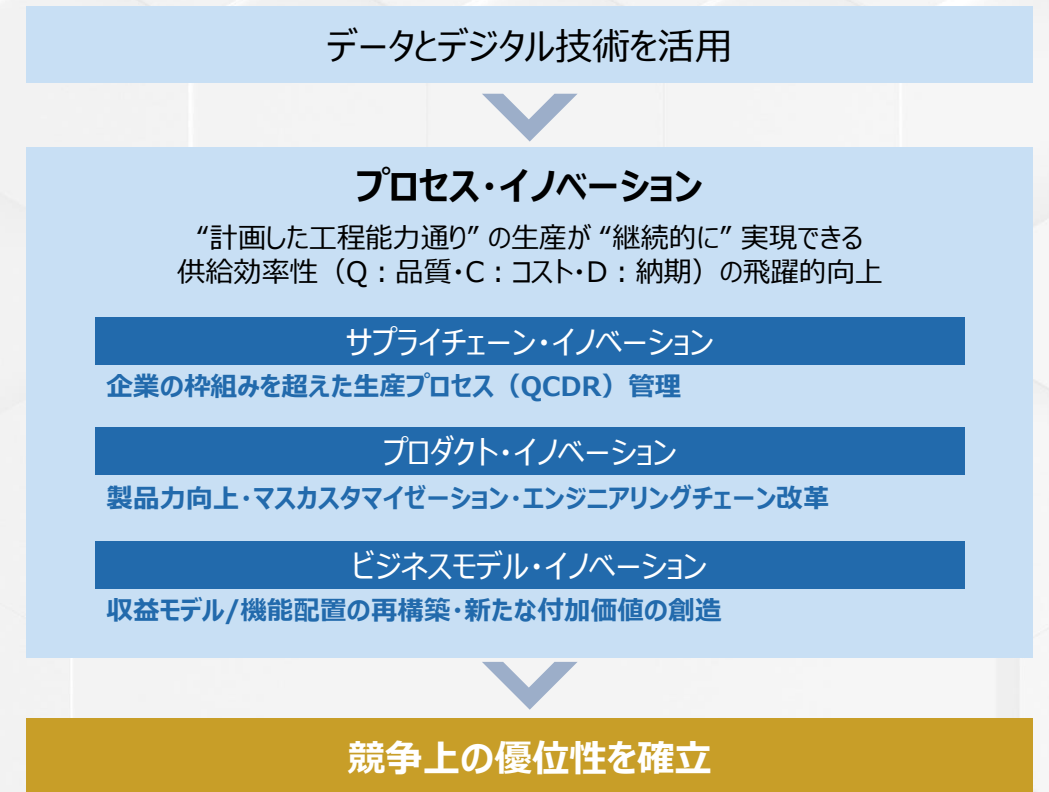 データとデジタル技術を活用
プロセス・イノベーション
“計画した工程能力通り” の生産が “継続的に” 実現できる
供給効率性（Q：品質・C：コスト・D：納期）の飛躍的向上
サプライチェーン・イノベーション
企業の枠組みを超えた生産プロセス（QCDR）管理
プロダクト・イノベーション
製品力向上・マスカスタマイゼーション・エンジニアリングチェーン改革
ビジネスモデル・イノベーション
収益モデル/機能配置の再構築・新たな付加価値の創造
競争上の優位性を確立